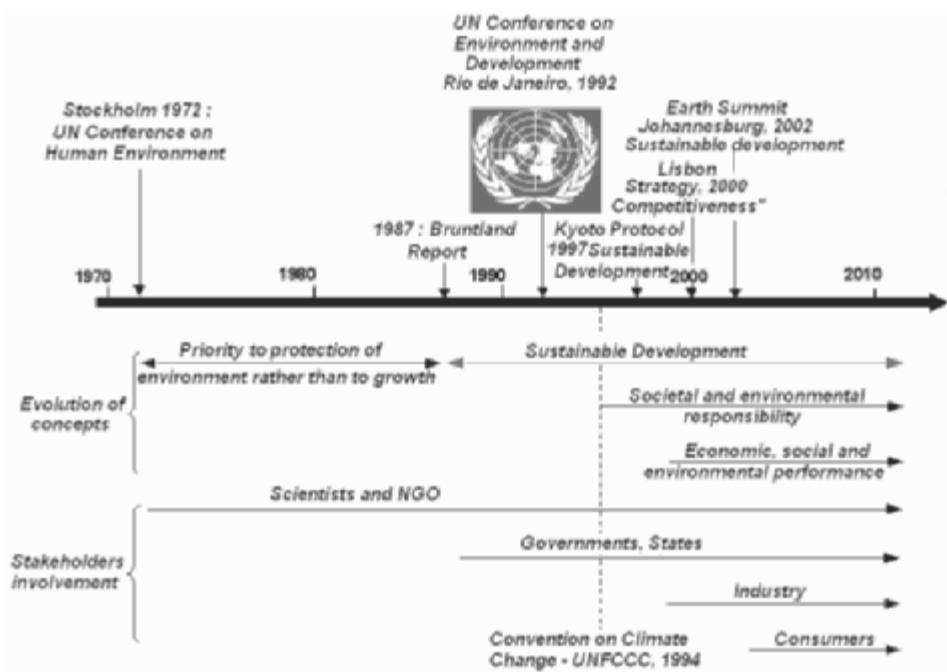 UN Conference on
Environment and
Development
Rio de Janeiro, 1992
Stockholm 1972 :
UN Conference on
Human Environment
Earth Summit
Johannesburg, 2002
Sustainable development
Lisbon
Strategy, 2000
Competitiveness"
1987 : Bruntland
Report
Kyoto Protocol
1997 Sustainable
Development
1970
1980
1990
2000
2010
Evolution of
concepts
Priority to protection of
environment rather than to growth
Sustainable Development
Societal and environmental
responsibility
Economic, social and
environmental performance
Stakeholders
involvement
Scientists and NGO
Governments, States
Industry
Consumers
Convention on Climate
Change - UNFCCC, 1994